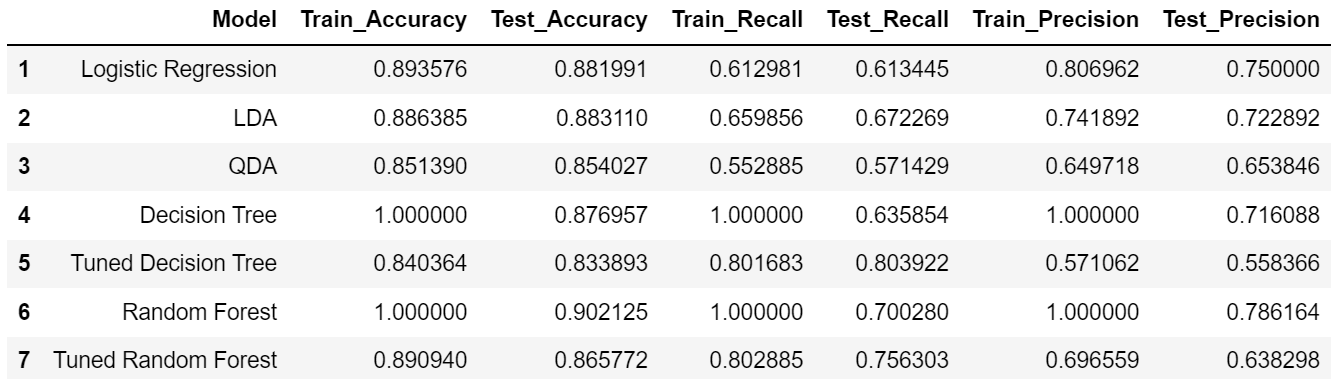 Model Train_Accuracy Test_Accuracy Train_Recall Test_Recall Train_Precision Test_Precision
1 Logistic Regression 0.893576 0.881991 0.612981 0.613445 0.806962 0.750000
2 LDA 0.886385 0.883110 0.659856 0.672269 0.741892 0.722892
3 QDA 0.851390 0.854027 0.552885 0.571429 0.649718 0.653846
4 Decision Tree 1.000000 0.876957 1.000000 0.635854 1.000000 0.716088
5 Tuned Decision Tree 0.840364 0.833893 0.801683 0.803922 0.571062 0.558366
6 Random Forest 1.000000 0.902125 1.000000 0.700280 1.000000 0.786164
7 Tuned Random Forest 0.890940 0.865772 0.802885 0.756303 0.696559 0.638298